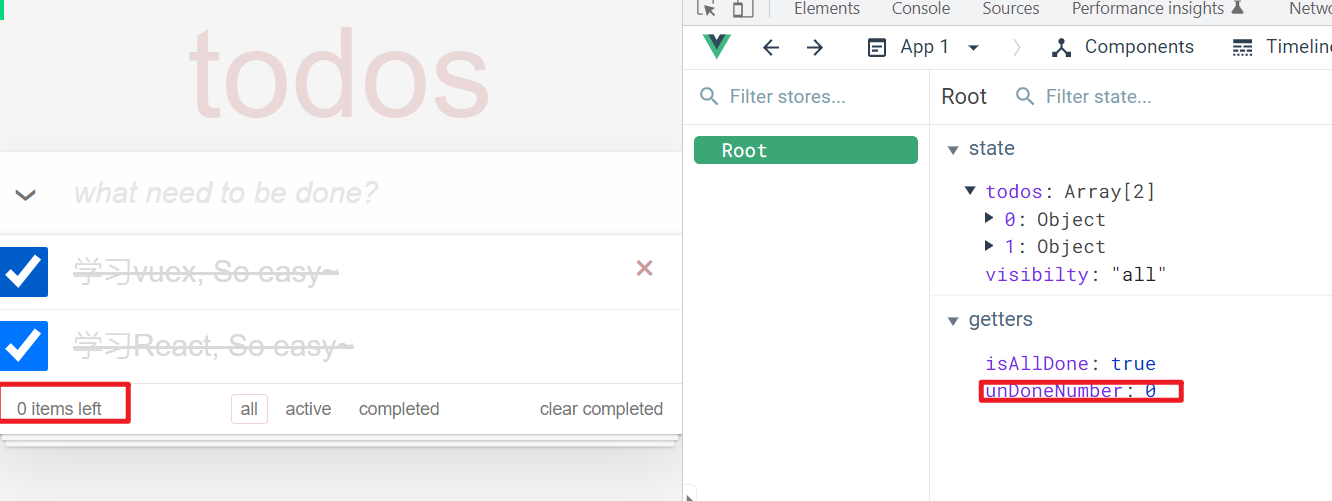 todos
what need to be done?
学习vuex, So easy~
学习React, So easy~
0 items left
all
active
completed
clear completed
Elements
Console
Sources
Performance insights
App 1
Components
Filter stores...
Root
Root
Filter state...
state
todos: Array[2]
0: Object
1: Object
visibilty: "all"
getters
isAllDone: true
unDoneNumber: 0